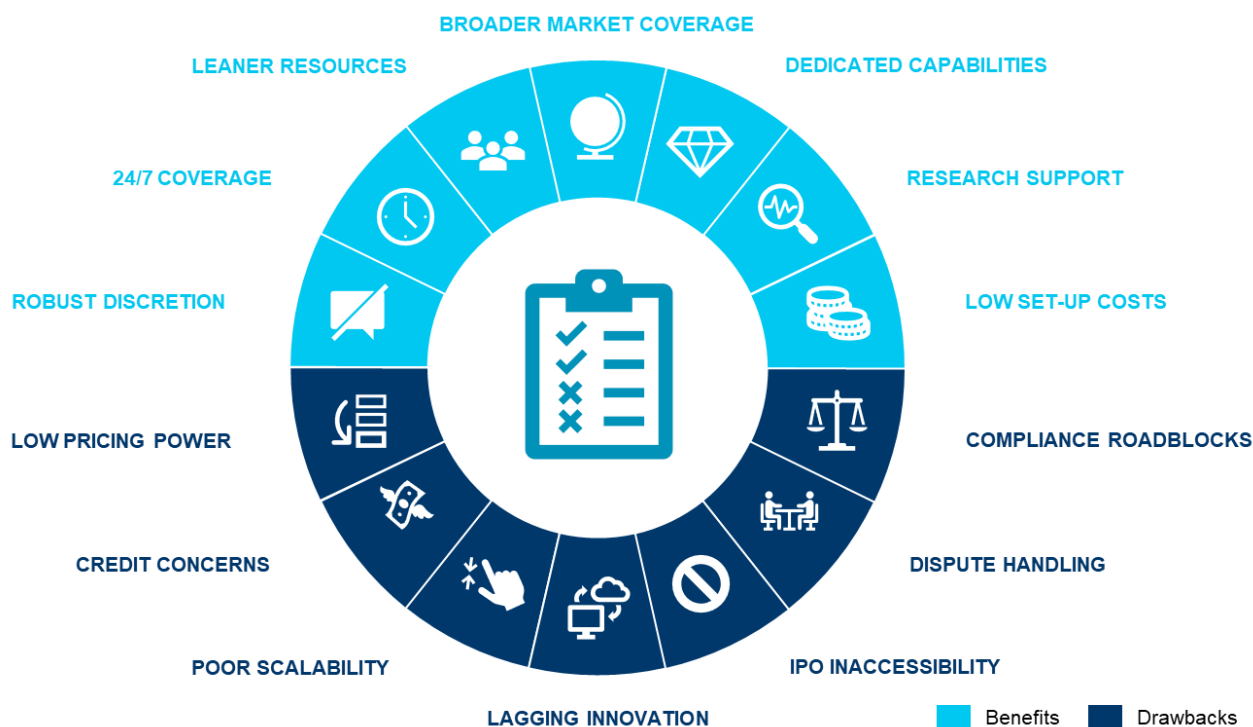 BROADER MARKET COVERAGE
LEANER RESOURCES
DEDICATED CAPABILITIES
24/7 COVERAGE
RESEARCH SUPPORT
ROBUST DISCRETION
LOW SET-UP COSTS
LOW PRICING POWER
COMPLIANCE ROADBLOCKS
CREDIT CONCERNS
DISPUTE HANDLING
POOR SCALABILITY
IPO INACCESSIBILITY
LAGGING INNOVATION
Benefits
Drawbacks